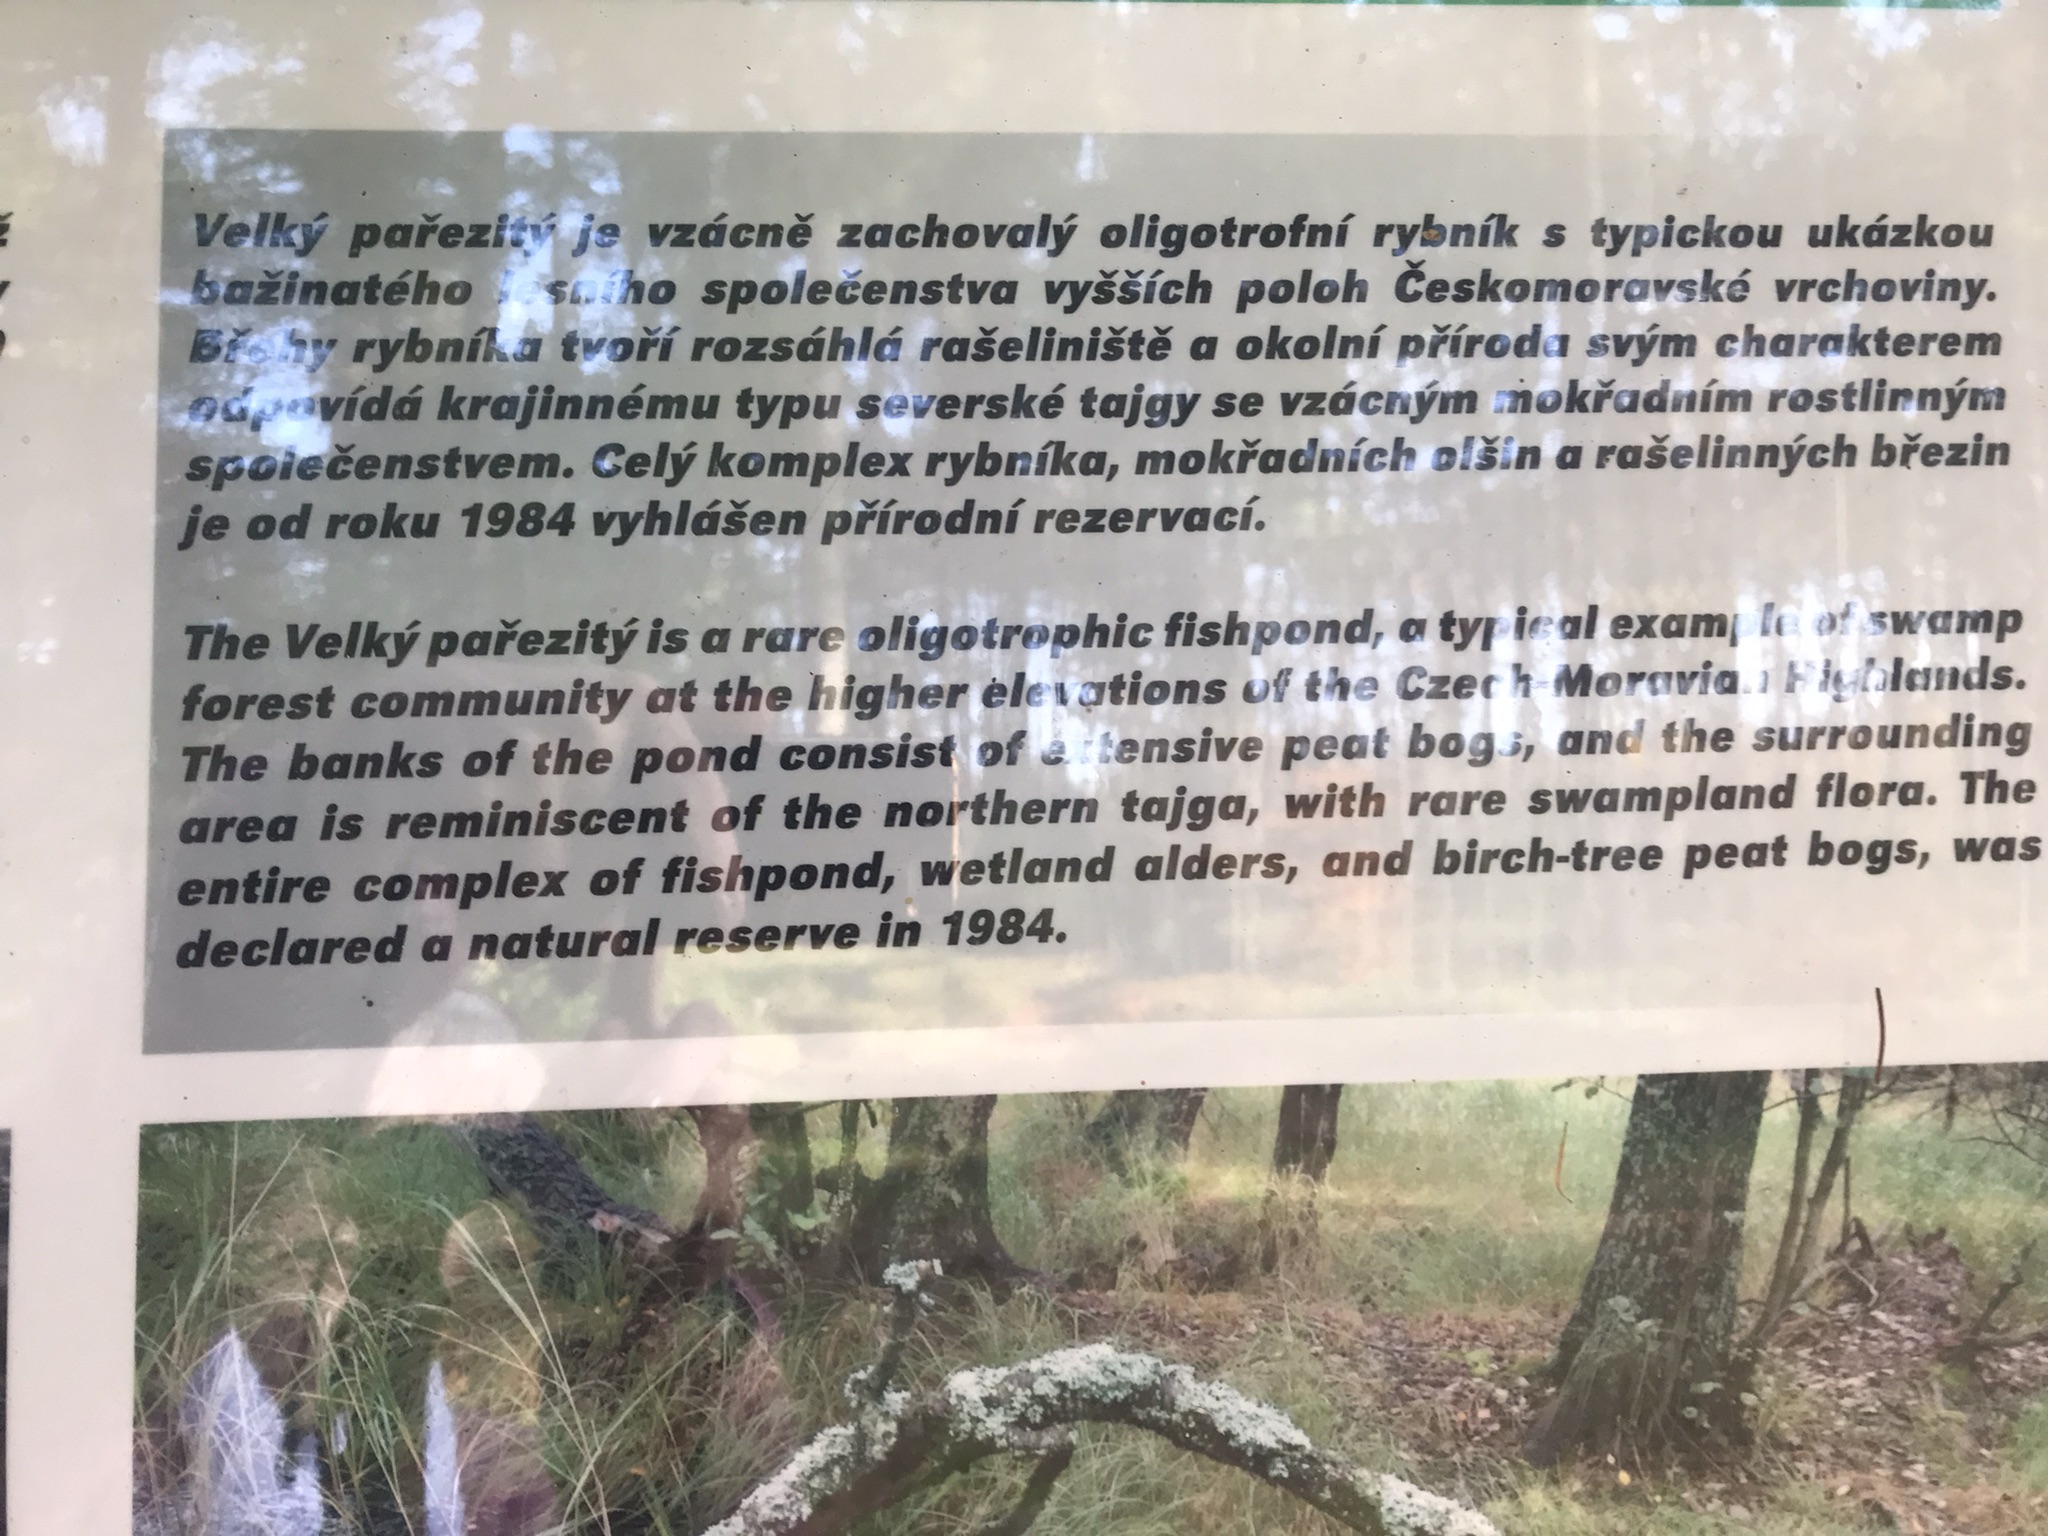 Velký pařezitý je vzácně zachovalý oligotrofní rybník s typickou ukázkou
bažinatého lesního společenstva vyšších poloh Českomoravské vrchoviny.
Břehy rybníka tvoří rozsáhlá rašeliniště a okolní příroda svým charakterem
odpovídá krajinnému typu severské tajgy se vzácným mokřadním rostlinným
společenstvem. Celý komplex rybníka, mokřadních olšin a rašelinných březin
je od roku 1984 vyhlášen přírodní rezervací.
The Velký pařezitý is a rare oligotrophic fishpond, a typical example of swamp
forest community at the higher elevations of the Czech-Moravian Highlands.
The banks of the pond consist of extensive peat bogs, and the surrounding
area is reminiscent of the northern tajga, with rare swampland flora. The
entire complex of fishpond, wetland alders, and birch-tree peat bogs, was
declared a natural reserve in 1984.